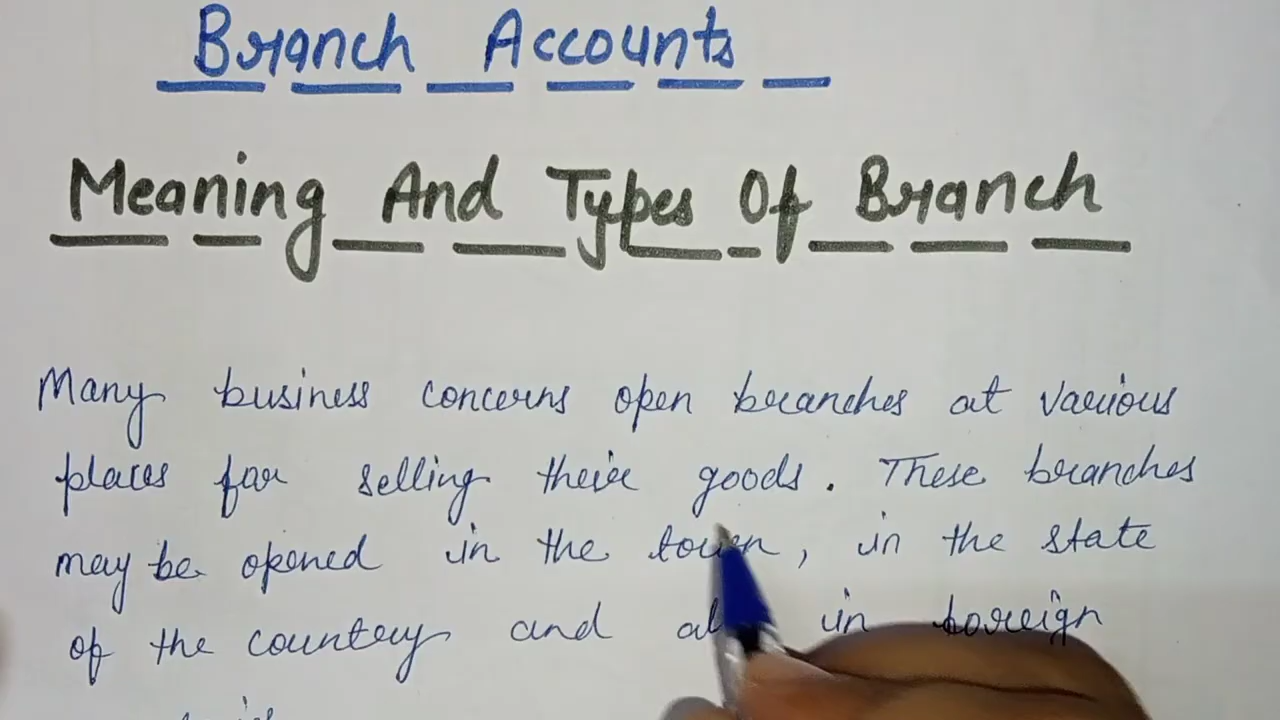 Branch Accounts
Meaning And Types Of Branch
Many business concerns open branches at various
places for selling their goods. These branches
may be opened in the town, in the state
of the country and in foreign